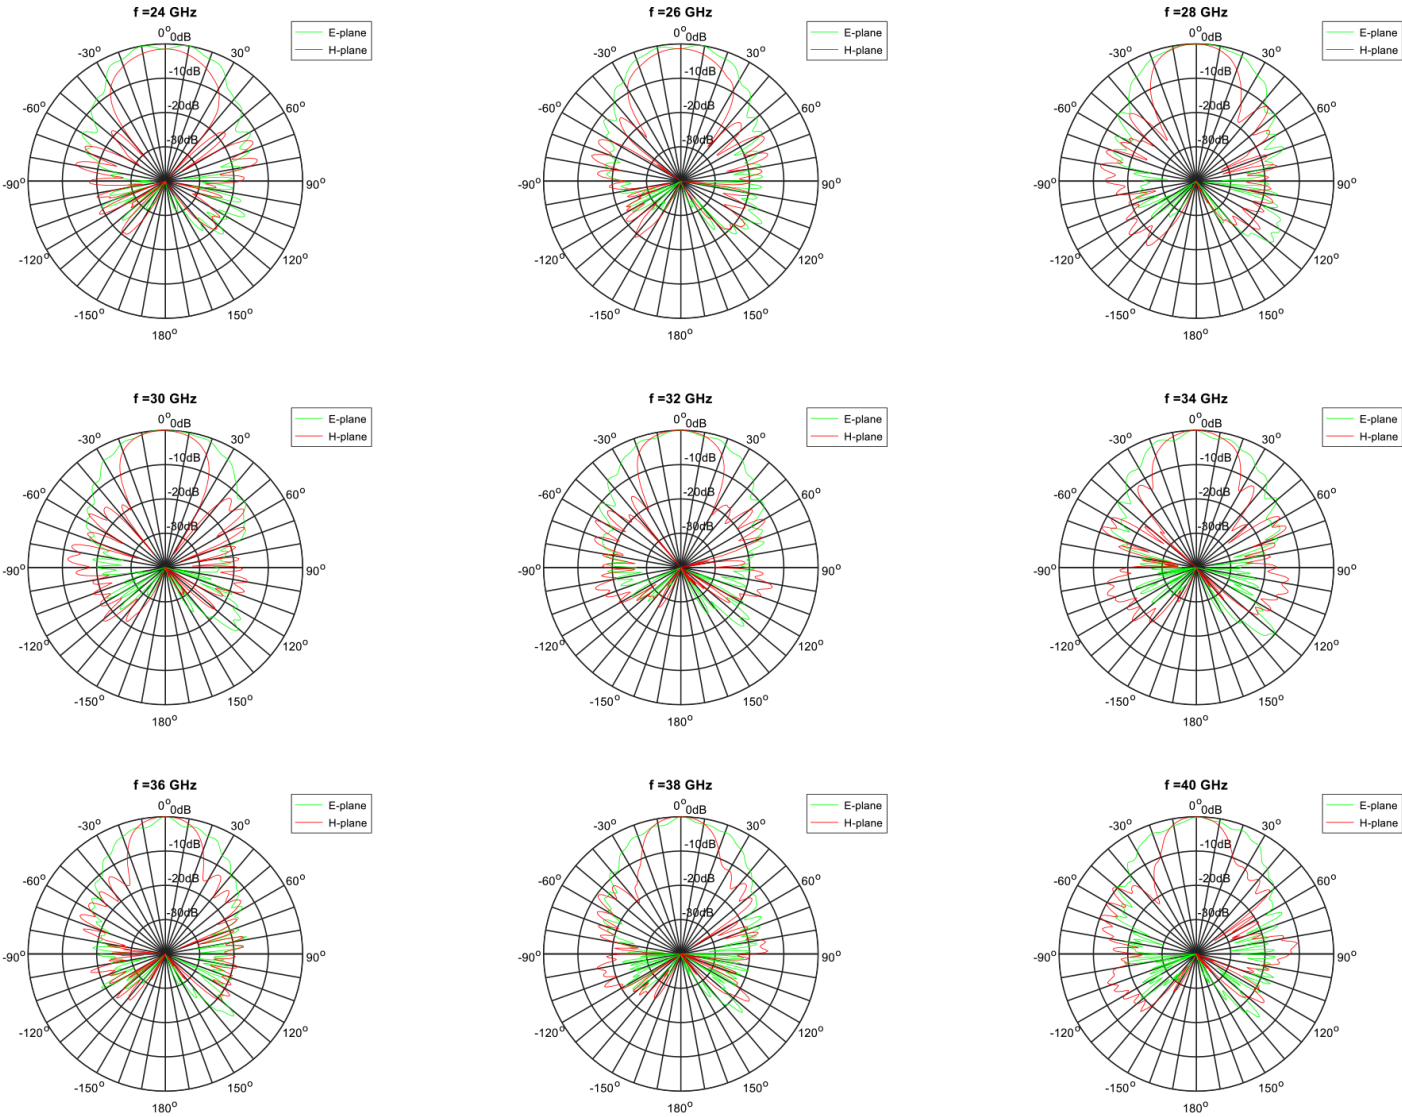 f =24 GHz
0°0dB
E-plane
H-plane
-30°
30°
-10dB
-60°
60°
-20dB
-30dB
-90°
90°
-120°
120°
-150°
150°
180°
f =26 GHz
0°0dB
E-plane
H-plane
-30°
30°
-10dB
-60°
60°
-20dB
-30dB
-90°
90°
-120°
120°
-150°
150°
180°
f =28 GHz
0°0dB
E-plane
H-plane
-30°
30°
-10dB
-60°
60°
-20dB
-30dB
-90°
90°
-120°
120°
-150°
150°
180°
f =30 GHz
0°0dB
E-plane
H-plane
-30°
30°
-10dB
-60°
60°
-20dB
-30dB
-90°
90°
-120°
120°
-150°
150°
180°
f =32 GHz
0°0dB
E-plane
H-plane
-30°
30°
-10dB
-60°
60°
-20dB
-30dB
-90°
90°
-120°
120°
-150°
150°
180°
f =34 GHz
0°0dB
E-plane
H-plane
-30°
30°
-10dB
-60°
60°
-20dB
-30dB
-90°
90°
-120°
120°
-150°
150°
180°
f =36 GHz
0°0dB
E-plane
H-plane
-30°
30°
-10dB
-60°
60°
-20dB
-30dB
-90°
90°
-120°
120°
-150°
150°
180°
f =38 GHz
0°0dB
E-plane
H-plane
-30°
30°
-10dB
-60°
60°
-20dB
-30dB
-90°
90°
-120°
120°
-150°
150°
180°
f =40 GHz
0°0dB
E-plane
H-plane
-30°
30°
-10dB
-60°
60°
-20dB
-30dB
-90°
90°
-120°
120°
-150°
150°
180°